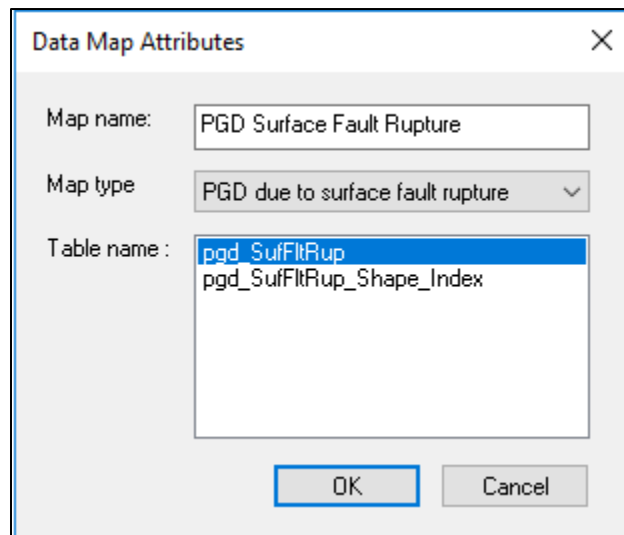 Data Map Attributes
Map name: PGD Surface Fault Rupture
Map type PGD due to surface fault rupture
Table name : pgd_SufFltRup
pgd_SufFltRup_Shape_Index
OK Cancel